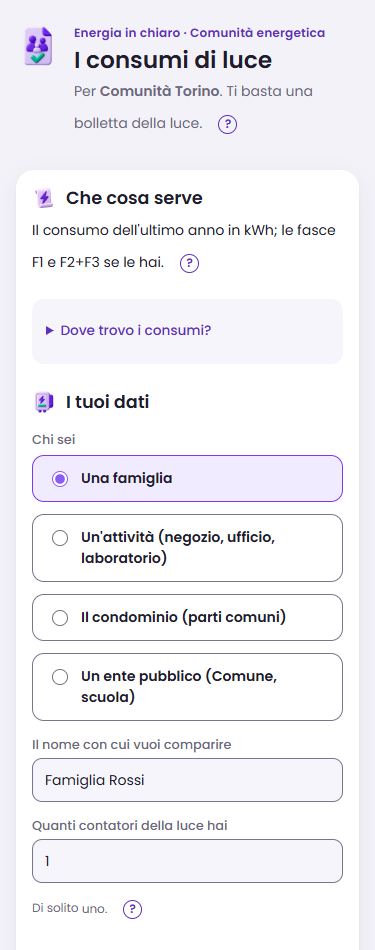 Energia in chiaro · Comunità energetica
I consumi di luce
Per Comunità Torino. Ti basta una
bolletta della luce. ?
Che cosa serve
Il consumo dell'ultimo anno in kWh; le fasce
F1 e F2+F3 se le hai. ?
Dove trovo i consumi?
I tuoi dati
Chi sei
Una famiglia
Un'attività (negozio, ufficio,
laboratorio)
Il condominio (parti comuni)
Un ente pubblico (Comune,
scuola)
Il nome con cui vuoi comparire
Famiglia Rossi
Quanti contatori della luce hai
1
Di solito uno. ?